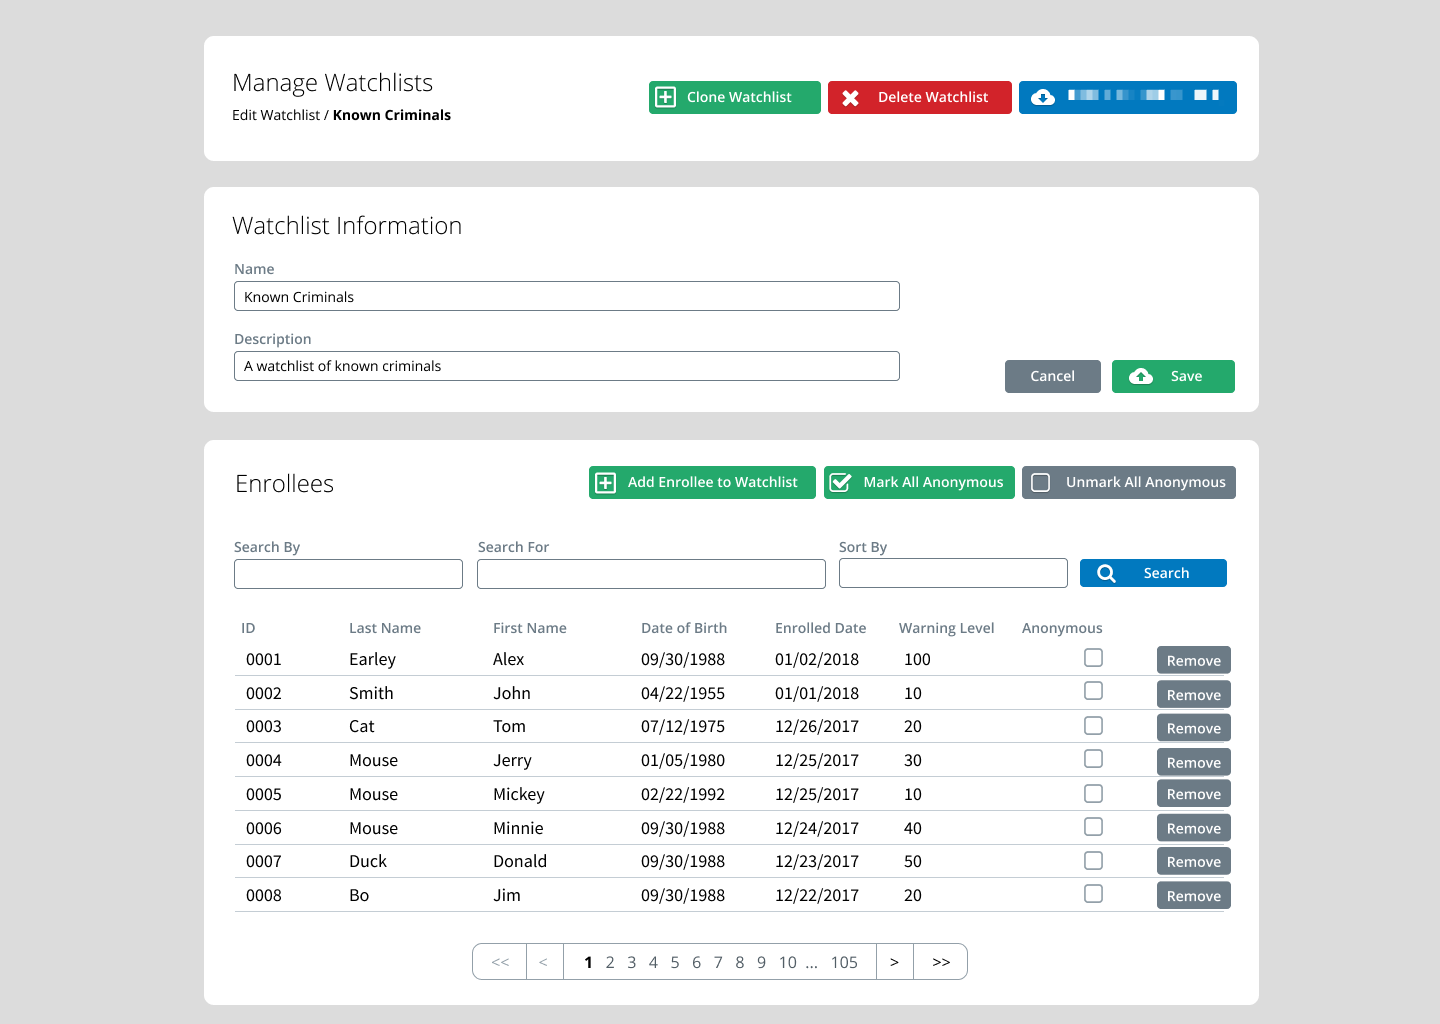 Manage Watchlists
Edit Watchlist / Known Criminals
Clone Watchlist
Delete Watchlist
Watchlist Information
Name
Known Criminals
Description
A watchlist of known criminals
Cancel
Save
Enrollees
Add Enrollee to Watchlist
Mark All Anonymous
Unmark All Anonymous
Search By
Search For
Sort By
Search
ID Last Name First Name Date of Birth Enrolled Date Warning Level Anonymous
0001 Earley Alex 09/30/1988 01/02/2018 100 Remove
0002 Smith John 04/22/1955 01/01/2018 10 Remove
0003 Cat Tom 07/12/1975 12/26/2017 20 Remove
0004 Mouse Jerry 01/05/1980 12/25/2017 30 Remove
0005 Mouse Mickey 02/22/1992 12/25/2017 10 Remove
0006 Mouse Minnie 09/30/1988 12/24/2017 40 Remove
0007 Duck Donald 09/30/1988 12/23/2017 50 Remove
0008 Bo Jim 09/30/1988 12/22/2017 20 Remove
<< < 1 2 3 4 5 6 7 8 9 10 ... 105 > >>